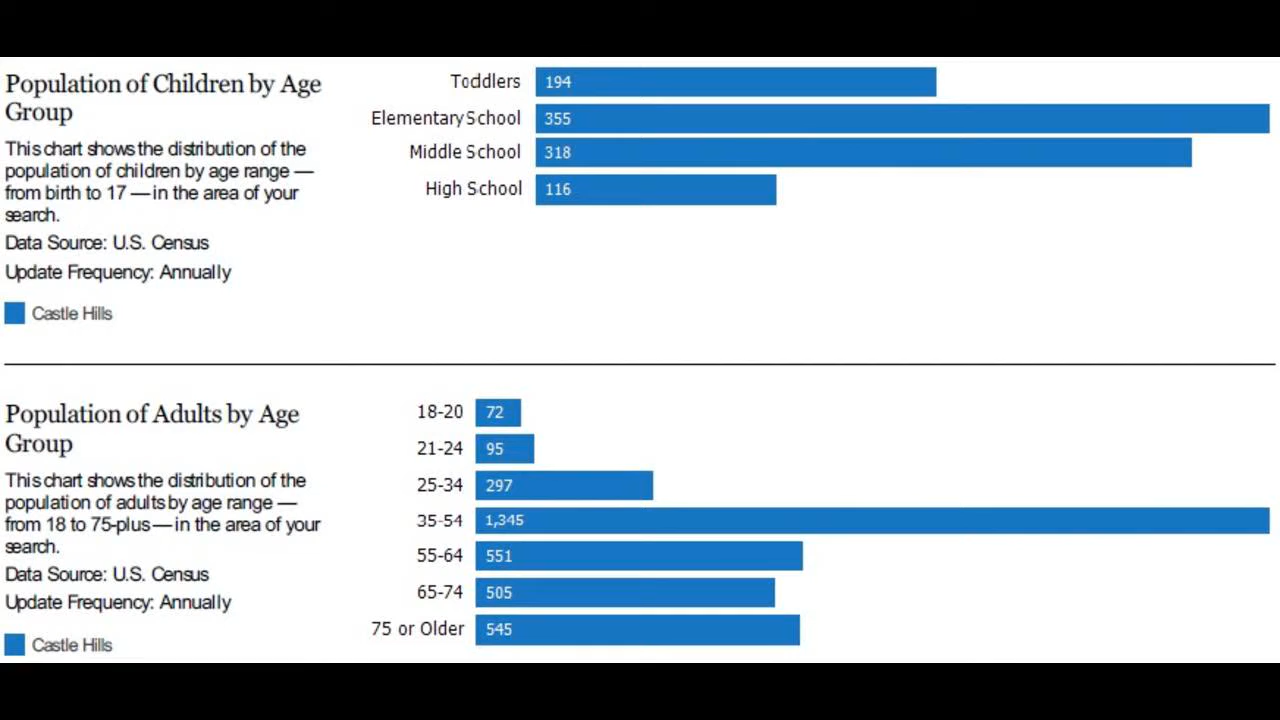 Population of Children by Age
Group
This chart shows the distribution of the
population of children by age range —
from birth to 17 — in the area of your
search.
Data Source: U.S. Census
Update Frequency: Annually
Castle Hills
Toddlers 194
Elementary School 355
Middle School 318
High School 116
Population of Adults by Age
Group
This chart shows the distribution of the
population of adults by age range —
from 18 to 75-plus — in the area of your
search.
Data Source: U.S. Census
Update Frequency: Annually
Castle Hills
18-20 72
21-24 95
25-34 297
35-54 1,345
55-64 551
65-74 505
75 or Older 545